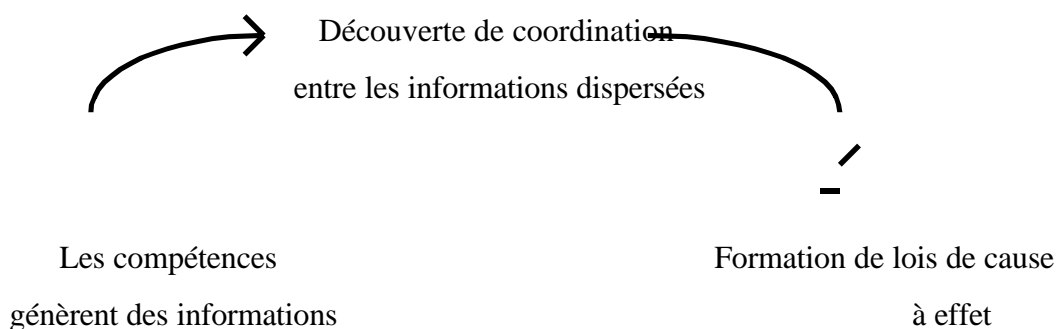 Découverte de coordination
entre les informations dispersées
Les compétences
génèrent des informations
Formation de lois de cause
à effet